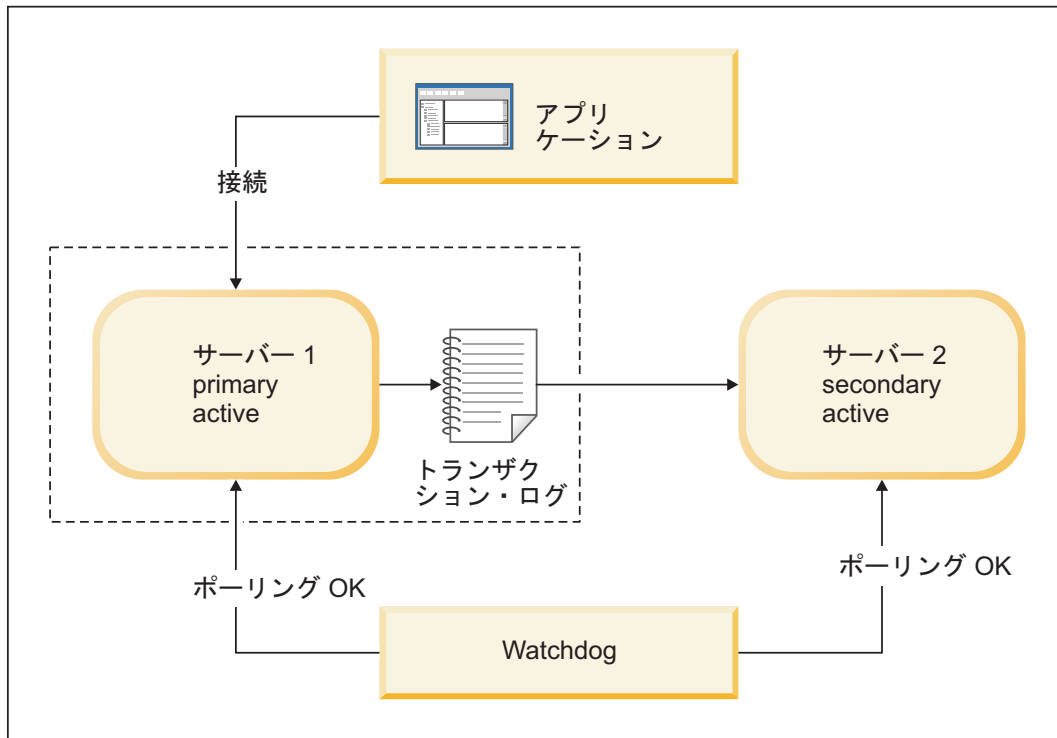 アプリ
ケーション
接続
サーバー 1
primary
active
トランザク
ション・ログ
サーバー 2
secondary
active
ポーリング OK
ポーリング OK
Watchdog